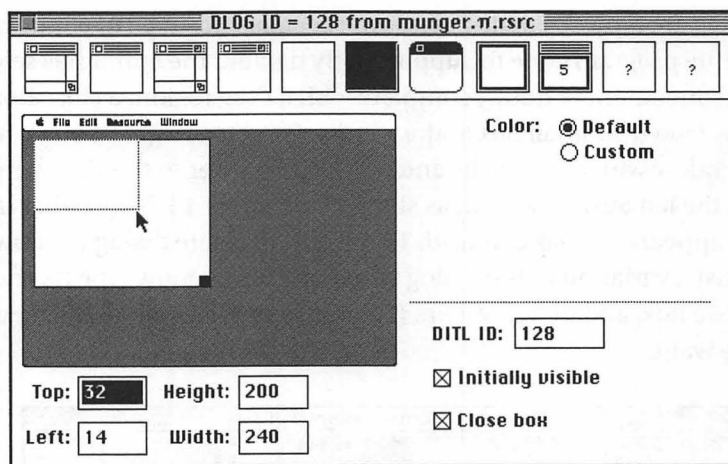 DLOG ID = 128 from munger.π.rsrc
5 ? ?
File Edit Resource Window
Color: Default
Custom
DITL ID: 128
Initially visible
Close box
Top: 32 Height: 200
Left: 14 Width: 240